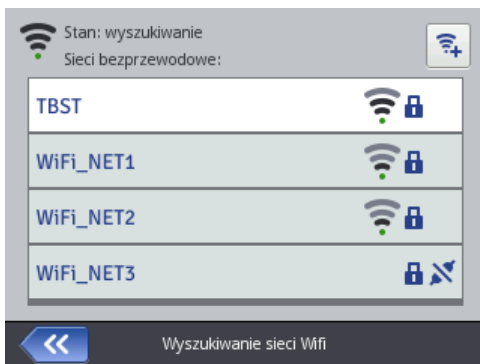 Stan: wyszukiwanie
Sieci bezprzewodowe:
TBST
WiFi_NET1
WiFi_NET2
WiFi_NET3
Wyszukiwanie sieci Wifi